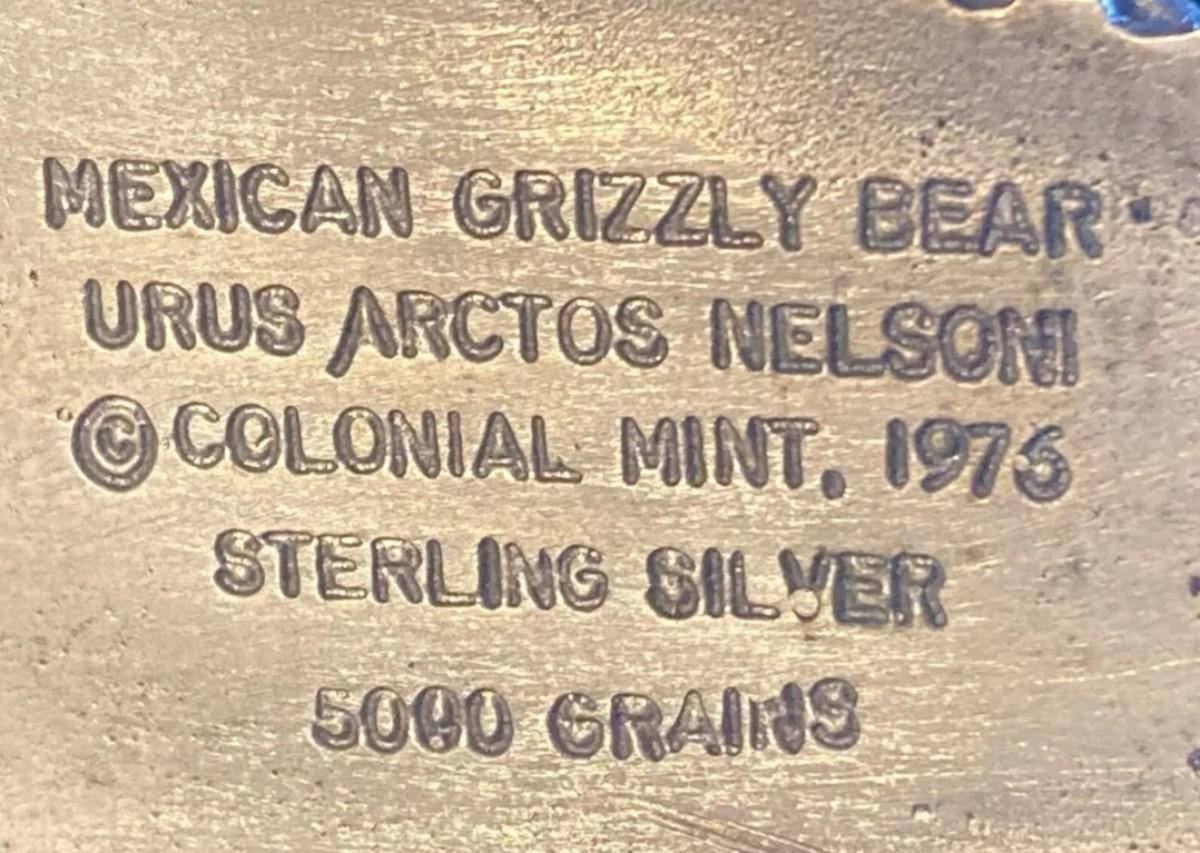 MEXICAN GRIZZLY BEAR
URUS ARCTOS NELSONI
©COLONIAL MINT. 1976
STERLING SILVER
5000 GRAINS